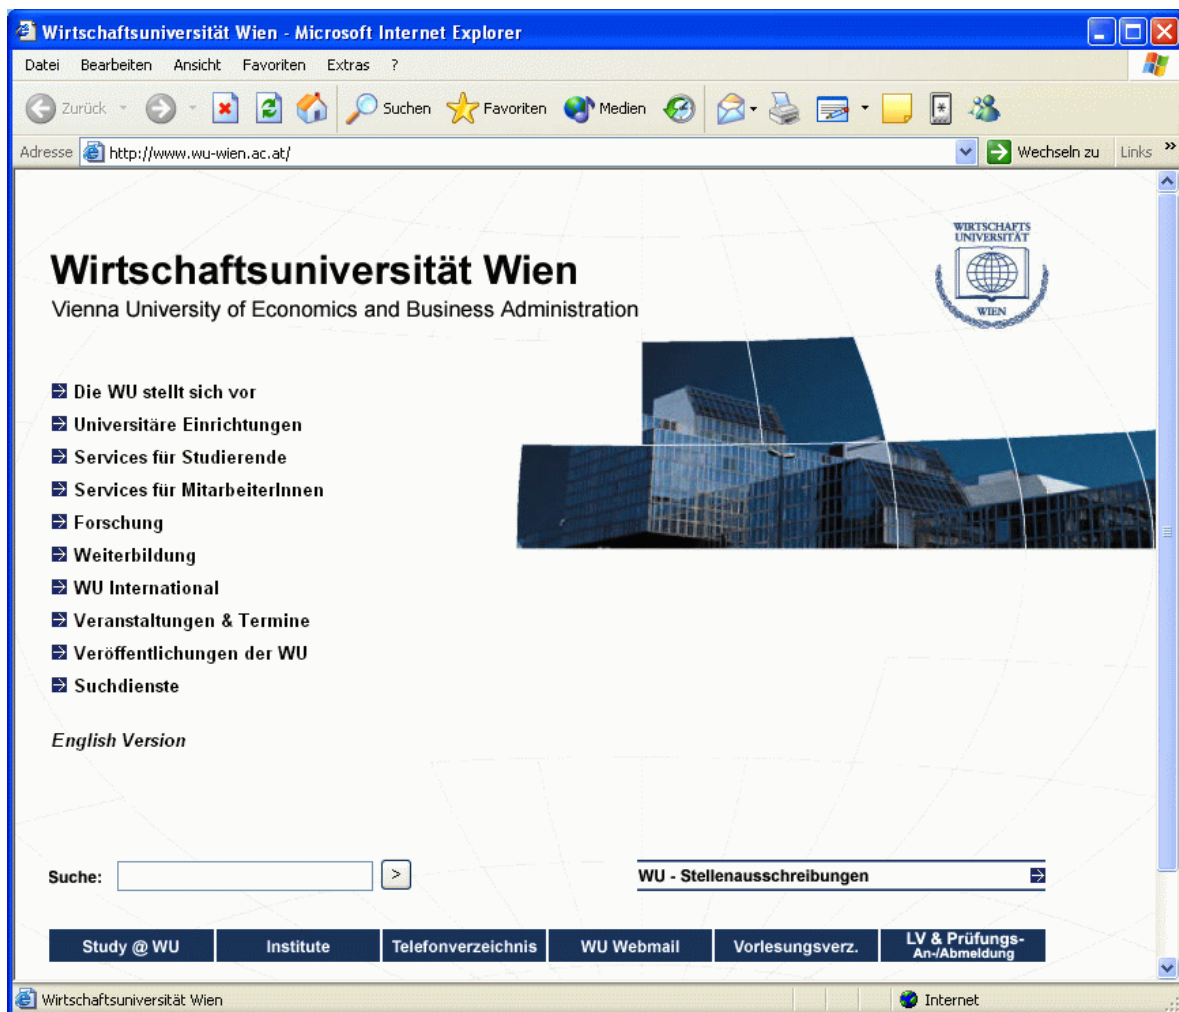 Wirtschaftsuniversität Wien - Microsoft Internet Explorer
Datei Bearbeiten Ansicht Favoriten Extras ?
Zurück Suchen Favoriten Medien
Adresse http://www.wu-wien.ac.at/ Wechseln zu Links »
WIRTSCHAFTS
UNIVERSITÄT
WIEN
Wirtschaftsuniversität Wien
Vienna University of Economics and Business Administration
Die WU stellt sich vor
Universitäre Einrichtungen
Services für Studierende
Services für MitarbeiterInnen
Forschung
Weiterbildung
WU International
Veranstaltungen & Termine
Veröffentlichungen der WU
Suchdienste
English Version
Suche: > WU - Stellenausschreibungen
Study @ WU Institute Telefonverzeichnis WU Webmail Vorlesungsverz. LV & Prüfungs-
An-/Abmeldung
Wirtschaftsuniversität Wien Internet